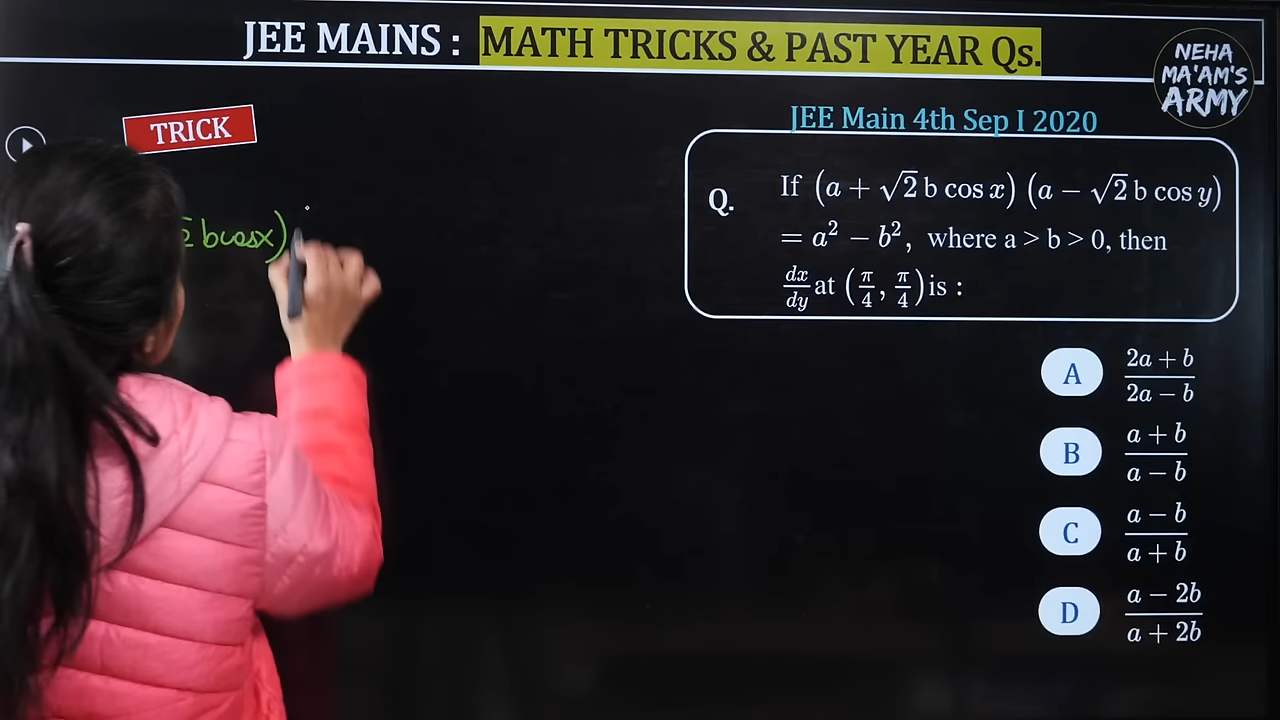 JEE MAINS : MATH TRICKS & PAST YEAR Qs.
NEHA
MA'AM'S
ARMY
TRICK
JEE Main 4th Sep I 2020
Q. If (a + √2 b cos x) (a − √2 b cos y)
= a² − b², where a > b > 0, then
dx/dy at (π/4, π/4) is :
b cosx)
A (2a + b)/(2a − b)
B (a + b)/(a − b)
C (a − b)/(a + b)
D (a − 2b)/(a + 2b)